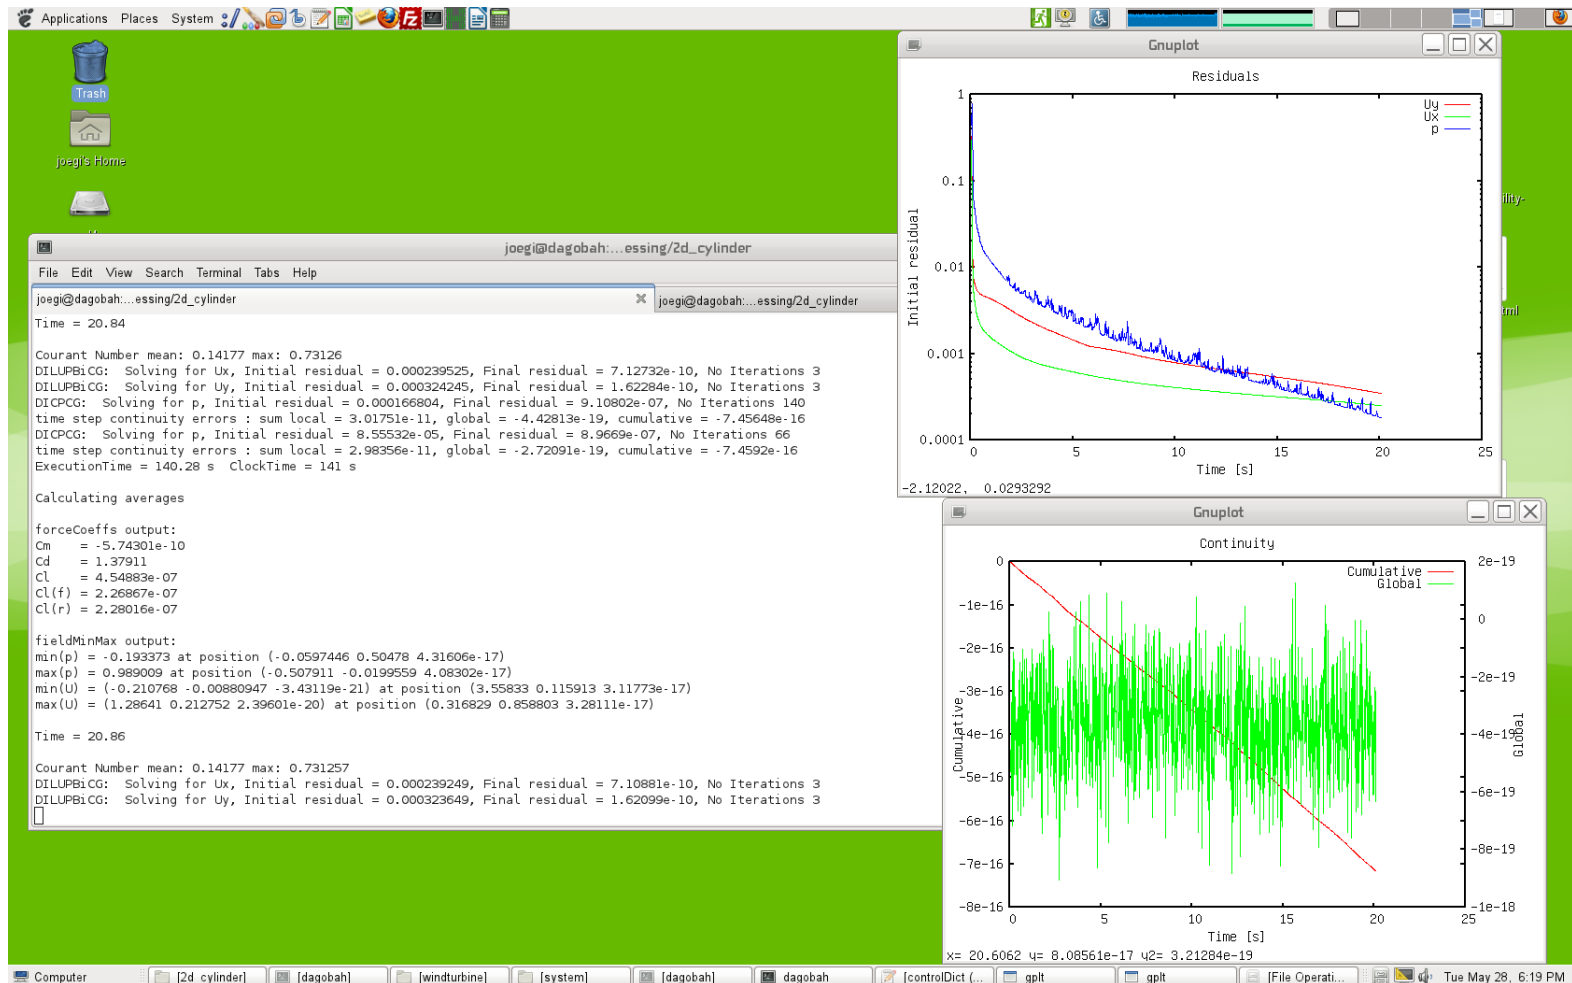 Applications Places System
Trash
joegi's Home
ility-
tml
joegi@dagobah:...essing/2d_cylinder
File Edit View Search Terminal Tabs Help
joegi@dagobah:...essing/2d_cylinder
joegi@dagobah:...essing/2d_cylinder
Time = 20.84
Courant Number mean: 0.14177 max: 0.73126
DILUPBiCG: Solving for Ux, Initial residual = 0.000239525, Final residual = 7.12732e-10, No Iterations 3
DILUPBiCG: Solving for Uy, Initial residual = 0.000324245, Final residual = 1.62284e-10, No Iterations 3
DICPCG: Solving for p, Initial residual = 0.000166804, Final residual = 9.10802e-07, No Iterations 140
time step continuity errors : sum local = 3.01751e-11, global = -4.42813e-19, cumulative = -7.45648e-16
DICPCG: Solving for p, Initial residual = 8.55532e-05, Final residual = 8.9669e-07, No Iterations 66
time step continuity errors : sum local = 2.98356e-11, global = -2.72091e-19, cumulative = -7.4592e-16
ExecutionTime = 140.28 s ClockTime = 141 s
Calculating averages
forceCoeffs output:
Cm = -5.74301e-10
Cd = 1.37911
Cl = 4.54883e-07
Cl(f) = 2.26867e-07
Cl(r) = 2.28016e-07
fieldMinMax output:
min(p) = -0.193373 at position (-0.0597446 0.50478 4.31606e-17)
max(p) = 0.989009 at position (-0.507911 -0.0199559 4.08302e-17)
min(U) = (-0.210768 -0.00880947 -3.43119e-21) at position (3.55833 0.115913 3.11773e-17)
max(U) = (1.28641 0.212752 2.39601e-20) at position (0.316829 0.858803 3.28111e-17)
Time = 20.86
Courant Number mean: 0.14177 max: 0.731257
DILUPBiCG: Solving for Ux, Initial residual = 0.000239249, Final residual = 7.10881e-10, No Iterations 3
DILUPBiCG: Solving for Uy, Initial residual = 0.000323649, Final residual = 1.62099e-10, No Iterations 3
Gnuplot
Residuals
Uy
Ux
p
1
0.1
0.01
0.001
0.0001
Initial residual
0 5 10 15 20 25
Time [s]
-2.12022, 0.0293292
Gnuplot
Continuity
Cumulative
Global
0
-1e-16
-2e-16
-3e-16
-4e-16
-5e-16
-6e-16
-7e-16
-8e-16
Cumulative
2e-19
0
-2e-19
-4e-19
-6e-19
-8e-19
-1e-18
Global
0 5 10 15 20 25
Time [s]
x= 20.6062 y= 8.08561e-17 y2= 3.21284e-19
Computer [2d_cylinder] [dagobah] [windturbine] [system] [dagobah] dagobah [controlDict (... gplt gplt [File Operati... Tue May 28, 6:19 PM